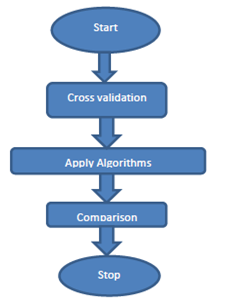 Start
Cross validation
Apply Algorithms
Comparison
Stop